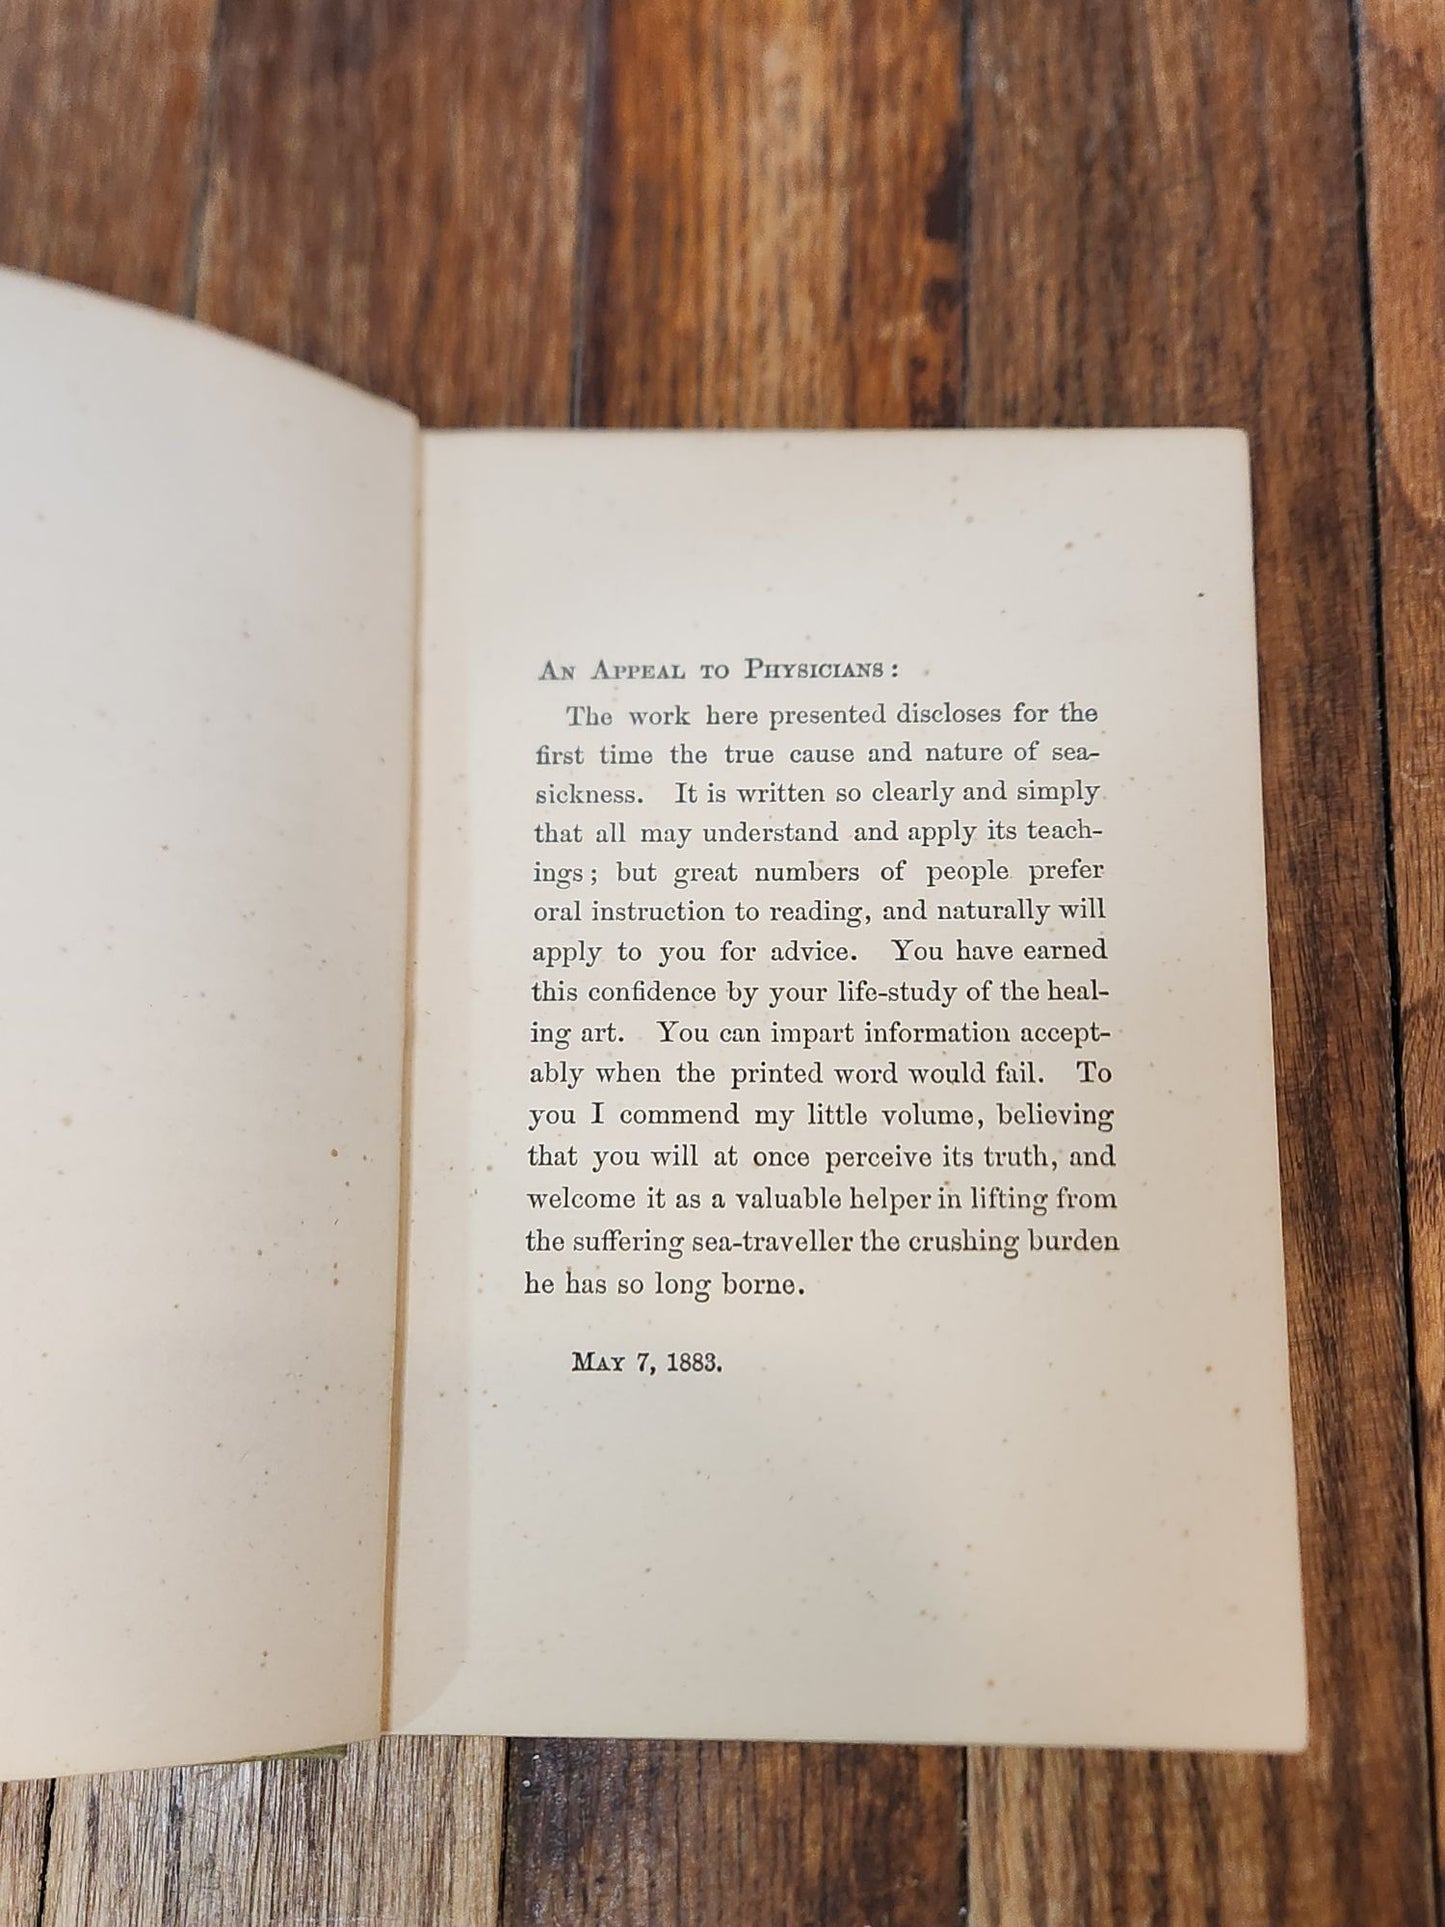 An Appeal to Physicians:
The work here presented discloses for the
first time the true cause and nature of sea-
sickness. It is written so clearly and simply
that all may understand and apply its teach-
ings; but great numbers of people prefer
oral instruction to reading, and naturally will
apply to you for advice. You have earned
this confidence by your life-study of the heal-
ing art. You can impart information accept-
ably when the printed word would fail. To
you I commend my little volume, believing
that you will at once perceive its truth, and
welcome it as a valuable helper in lifting from
the suffering sea-traveller the crushing burden
he has so long borne.
May 7, 1883.